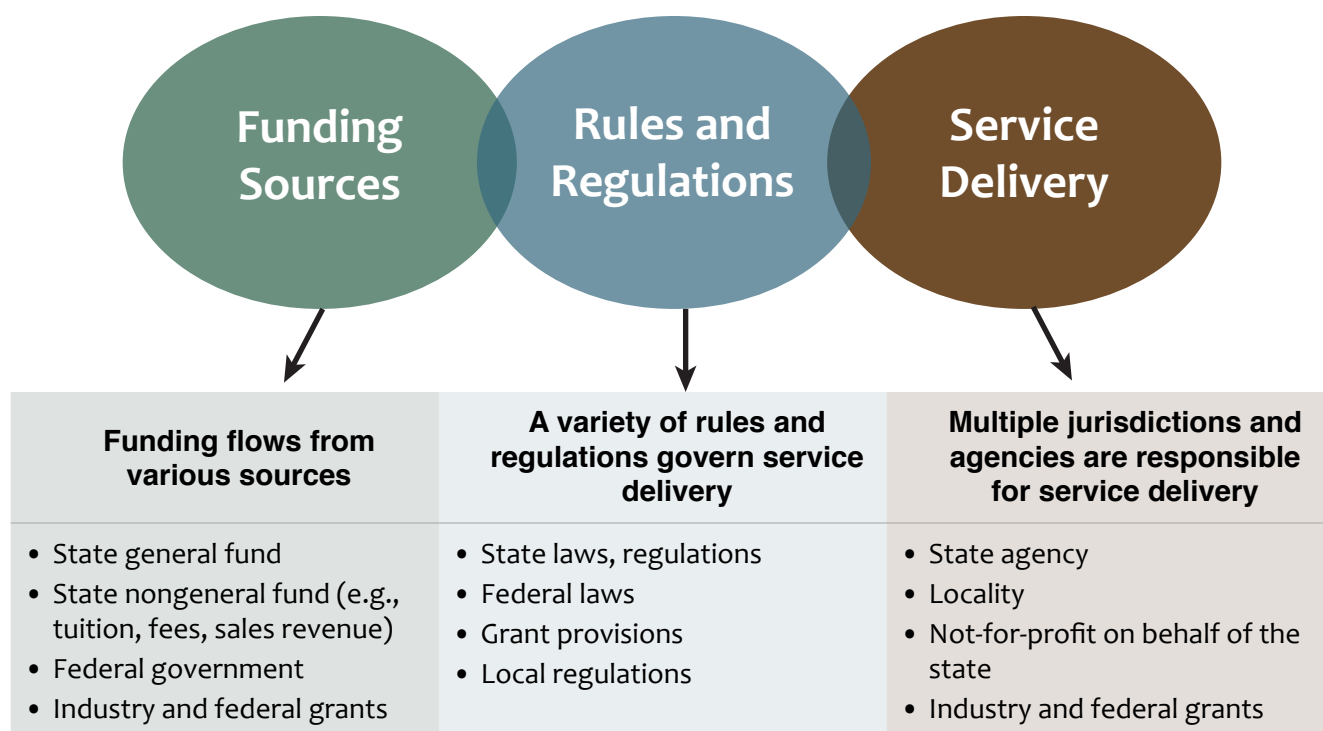 Funding
Sources
Rules and
Regulations
Service
Delivery
Funding flows from
various sources
A variety of rules and
regulations govern service
delivery
Multiple jurisdictions and
agencies are responsible
for service delivery
• State general fund
• State nongeneral fund (e.g.,
tuition, fees, sales revenue)
• Federal government
• Industry and federal grants
• State laws, regulations
• Federal laws
• Grant provisions
• Local regulations
• State agency
• Locality
• Not-for-profit on behalf of the
state
• Industry and federal grants